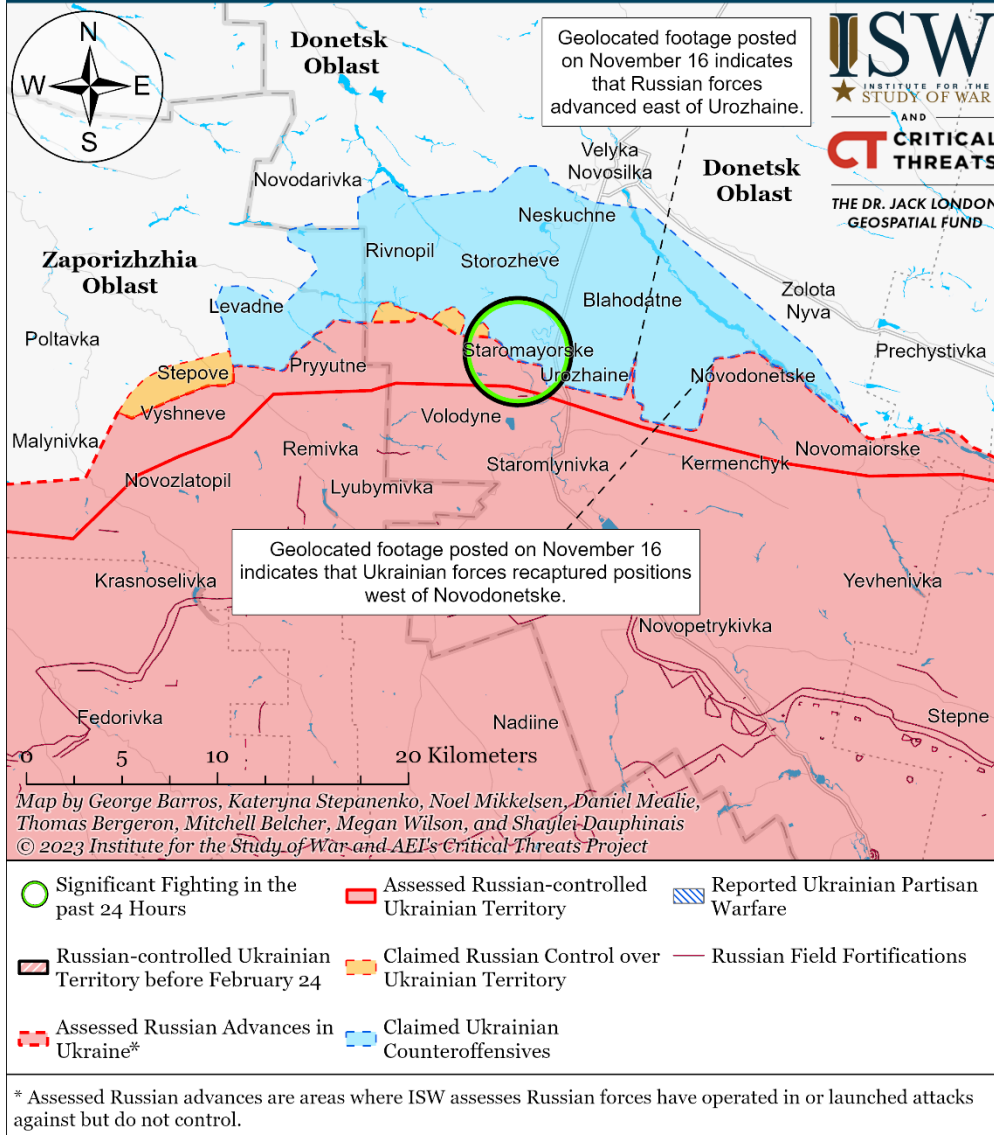 N
W
E
S
Donetsk
Oblast
Geolocated footage posted
on November 16 indicates
that Russian forces
advanced east of Urozhaine.
ISW
INSTITUTE FOR THE
STUDY OF WAR
AND
CT CRITICAL
THREATS
THE DR. JACK LONDON
GEOSPATIAL FUND
Velyka
Novosilka
Donetsk
Oblast
Novodarivka
Neskuchne
Rivnopil
Storozheve
Zaporizhzhia
Oblast
Levadne
Blahodatne
Zolota
Nyva
Poltavka
Staromayorske
Prechystivka
Stepove
Pryyutne
Urozhaine
Novodonetske
Vyshneve
Volodyne
Malynivka
Remivka
Novomaiorske
Staromlynivka
Kermenchyk
Novozlatopil
Lyubymivka
Geolocated footage posted on November 16
indicates that Ukrainian forces recaptured positions
west of Novodonetske.
Krasnoselivka
Yevhenivka
Novopetrykivka
Fedorivka
Nadiine
Stepne
0 5 10 20 Kilometers
Map by George Barros, Kateryna Stepanenko, Noel Mikkelsen, Daniel Mealie,
Thomas Bergeron, Mitchell Belcher, Megan Wilson, and Shaylei Dauphinais
© 2023 Institute for the Study of War and AEI's Critical Threats Project
Significant Fighting in the
past 24 Hours
Assessed Russian-controlled
Ukrainian Territory
Reported Ukrainian Partisan
Warfare
Russian-controlled Ukrainian
Territory before February 24
Claimed Russian Control over
Ukrainian Territory
Russian Field Fortifications
Assessed Russian Advances in
Ukraine*
Claimed Ukrainian
Counteroffensives
* Assessed Russian advances are areas where ISW assesses Russian forces have operated in or launched attacks
against but do not control.